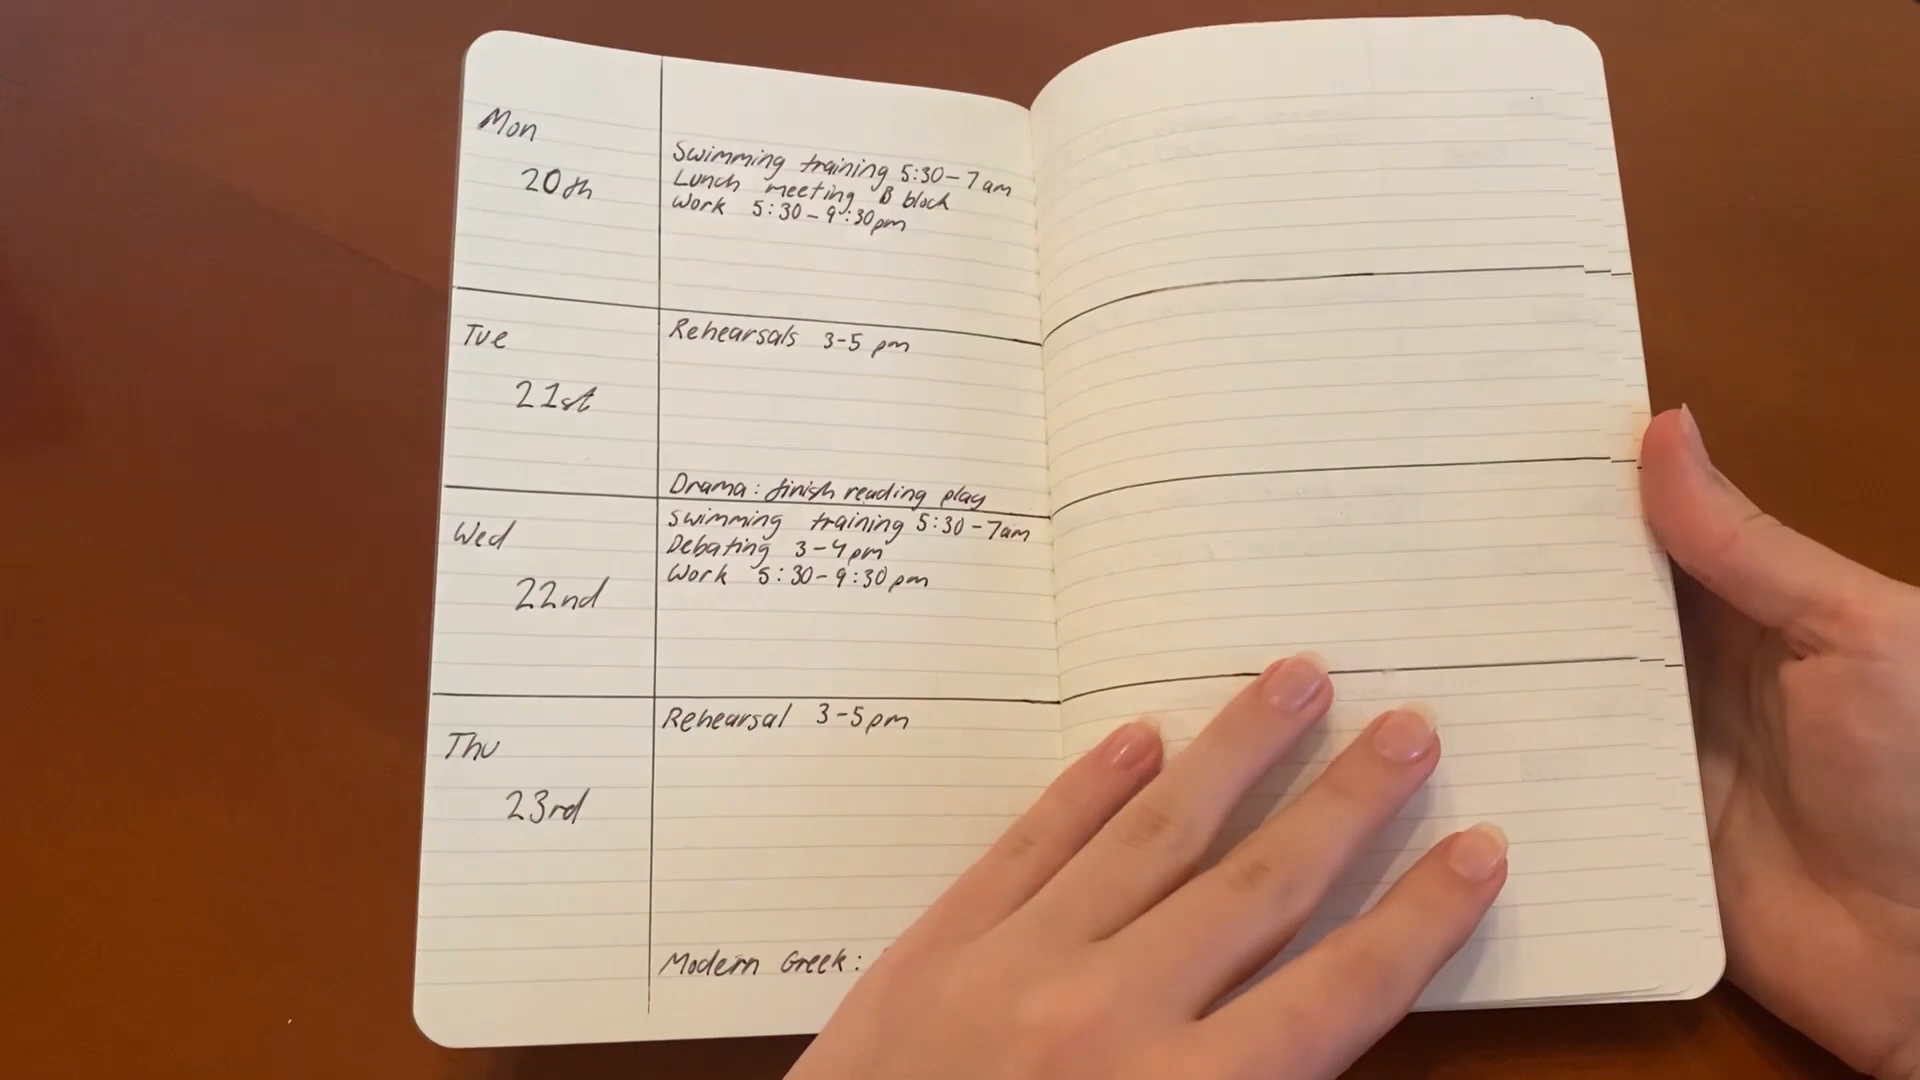 Mon
20th
Swimming training 5:30-7am
Lunch meeting B block
Work 5:30-9:30pm
Tue
21st
Rehearsals 3-5 pm
Drama: finish reading play
Wed
22nd
Swimming training 5:30-7am
Debating 3-4pm
Work 5:30-9:30pm
Thu
23rd
Rehearsal 3-5pm
Modern Greek: